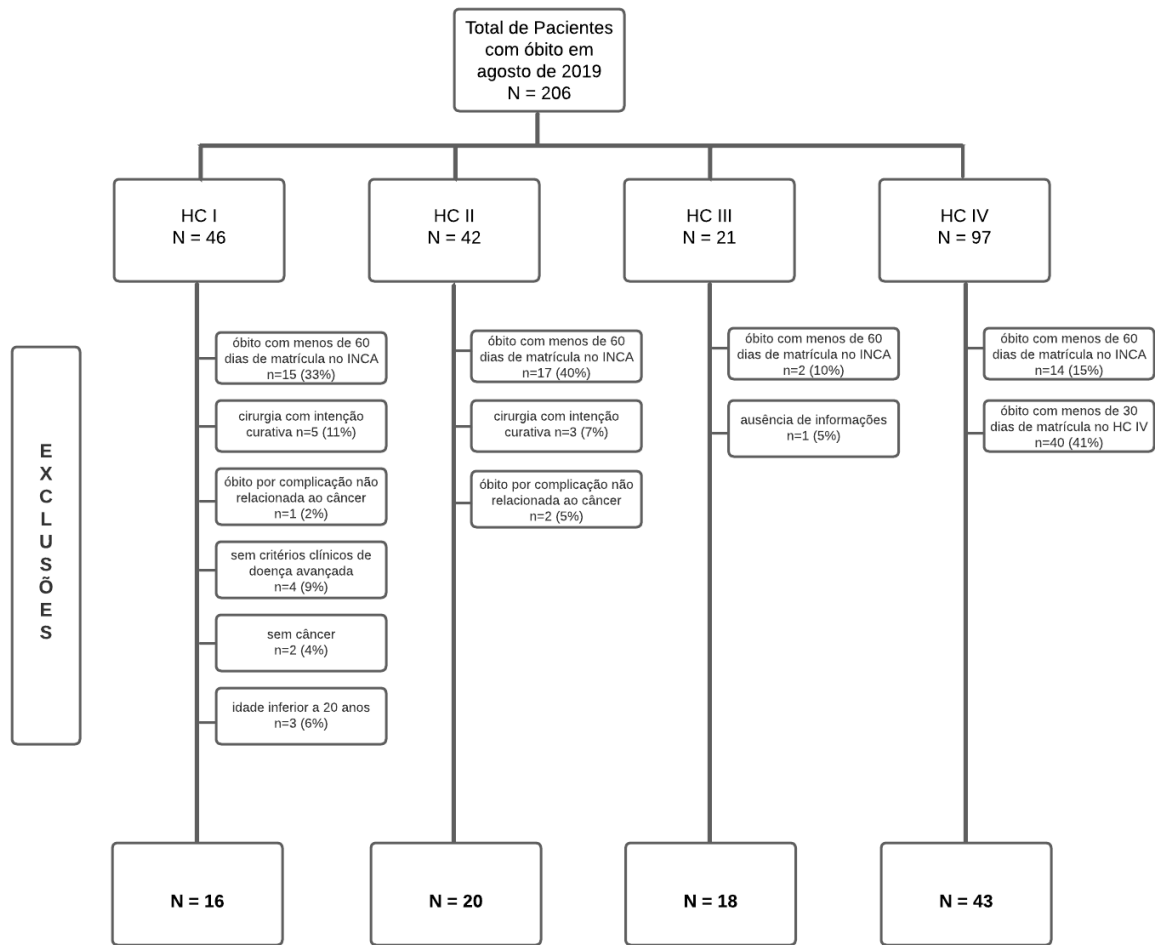 Total de Pacientes
com óbito em
agosto de 2019
N = 206
HC I
N = 46
HC II
N = 42
HC III
N = 21
HC IV
N = 97
E
X
C
L
U
S
Õ
E
S
óbito com menos de 60
dias de matrícula no INCA
n=15 (33%)
cirurgia com intenção
curativa n=5 (11%)
óbito por complicação não
relacionada ao câncer
n=1 (2%)
sem critérios clínicos de
doença avançada
n=4 (9%)
sem câncer
n=2 (4%)
idade inferior a 20 anos
n=3 (6%)
óbito com menos de 60
dias de matrícula no INCA
n=17 (40%)
cirurgia com intenção
curativa n=3 (7%)
óbito por complicação não
relacionada ao câncer
n=2 (5%)
óbito com menos de 60
dias de matrícula no INCA
n=2 (10%)
ausência de informações
n=1 (5%)
óbito com menos de 60
dias de matrícula no INCA
n=14 (15%)
óbito com menos de 30
dias de matrícula no HC IV
n=40 (41%)
N = 16
N = 20
N = 18
N = 43